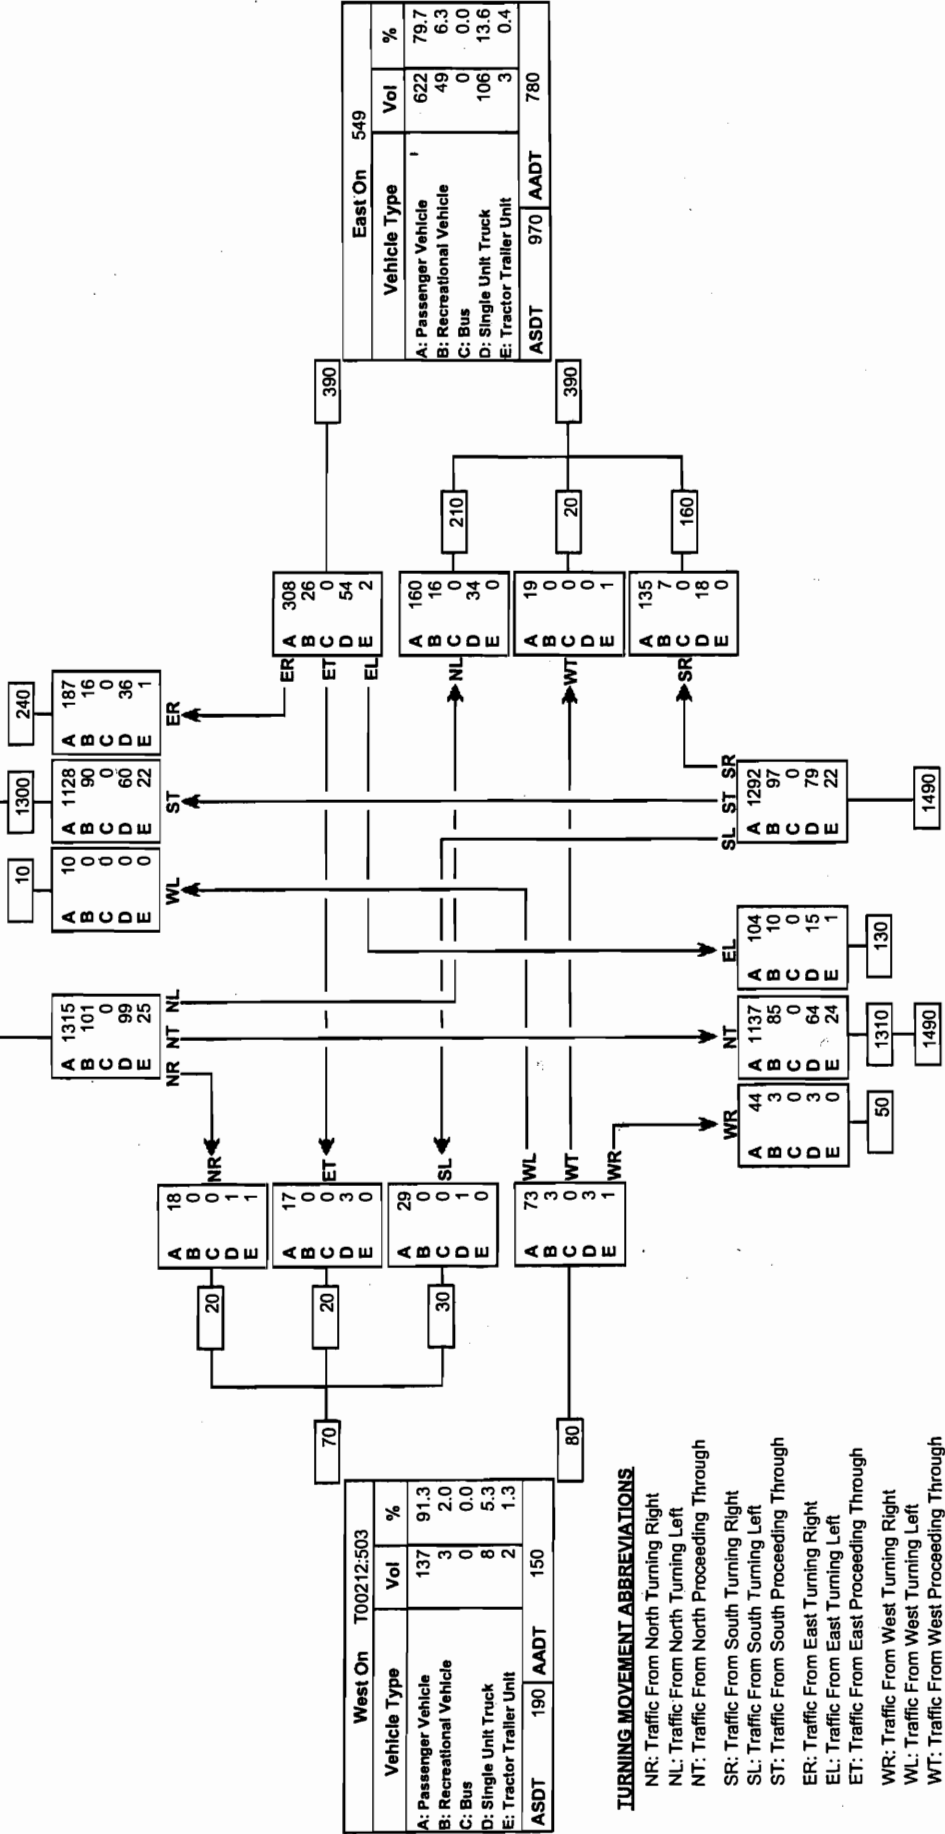 240
1300
10
A 187
B 16
C 0
D 36
E 1
ER
A 1128
B 90
C 0
D 60
E 22
ST
A 10
B 0
C 0
D 0
E 0
WL
A 1315
B 101
C 0
D 99
E 25
NR NT NL
West On T00212:503
Vehicle Type Vol %
A: Passenger Vehicle 137 91.3
B: Recreational Vehicle 3 2.0
C: Bus 0 0.0
D: Single Unit Truck 8 5.3
E: Tractor Trailer Unit 2 1.3
ASDT 190 AADT 150
70
80
20
20
30
A 18
B 0
C 0
D 1
E 1
NR
A 17
B 0
C 0
D 3
E 0
ET
A 29
B 0
C 0
D 1
E 0
SL
A 73
B 3
C 0
D 3
E 1
WL
WT
WR
ER
ET
EL
A 308
B 26
C 0
D 54
E 2
390
NL
A 160
B 16
C 0
D 34
E 0
210
WT
A 19
B 0
C 0
D 0
E 1
20
SR
A 135
B 7
C 0
D 18
E 0
160
390
East On 549
Vehicle Type Vol %
A: Passenger Vehicle 622 79.7
B: Recreational Vehicle 49 6.3
C: Bus 0 0.0
D: Single Unit Truck 106 13.6
E: Tractor Trailer Unit 3 0.4
ASDT 970 AADT 780
WR
A 44
B 3
C 0
D 3
E 0
50
NT
A 1137
B 85
C 0
D 64
E 24
1310
1490
EL
A 104
B 10
C 0
D 15
E 1
130
SL ST SR
A 1292
B 97
C 0
D 79
E 22
1490
TURNING MOVEMENT ABBREVIATIONS
NR: Traffic From North Turning Right
NL: Traffic From North Turning Left
NT: Traffic From North Proceeding Through
SR: Traffic From South Turning Right
SL: Traffic From South Turning Left
ST: Traffic From South Proceeding Through
ER: Traffic From East Turning Right
EL: Traffic From East Turning Left
ET: Traffic From East Proceeding Through
WR: Traffic From West Turning Right
WL: Traffic From West Turning Left
WT: Traffic From West Proceeding Through